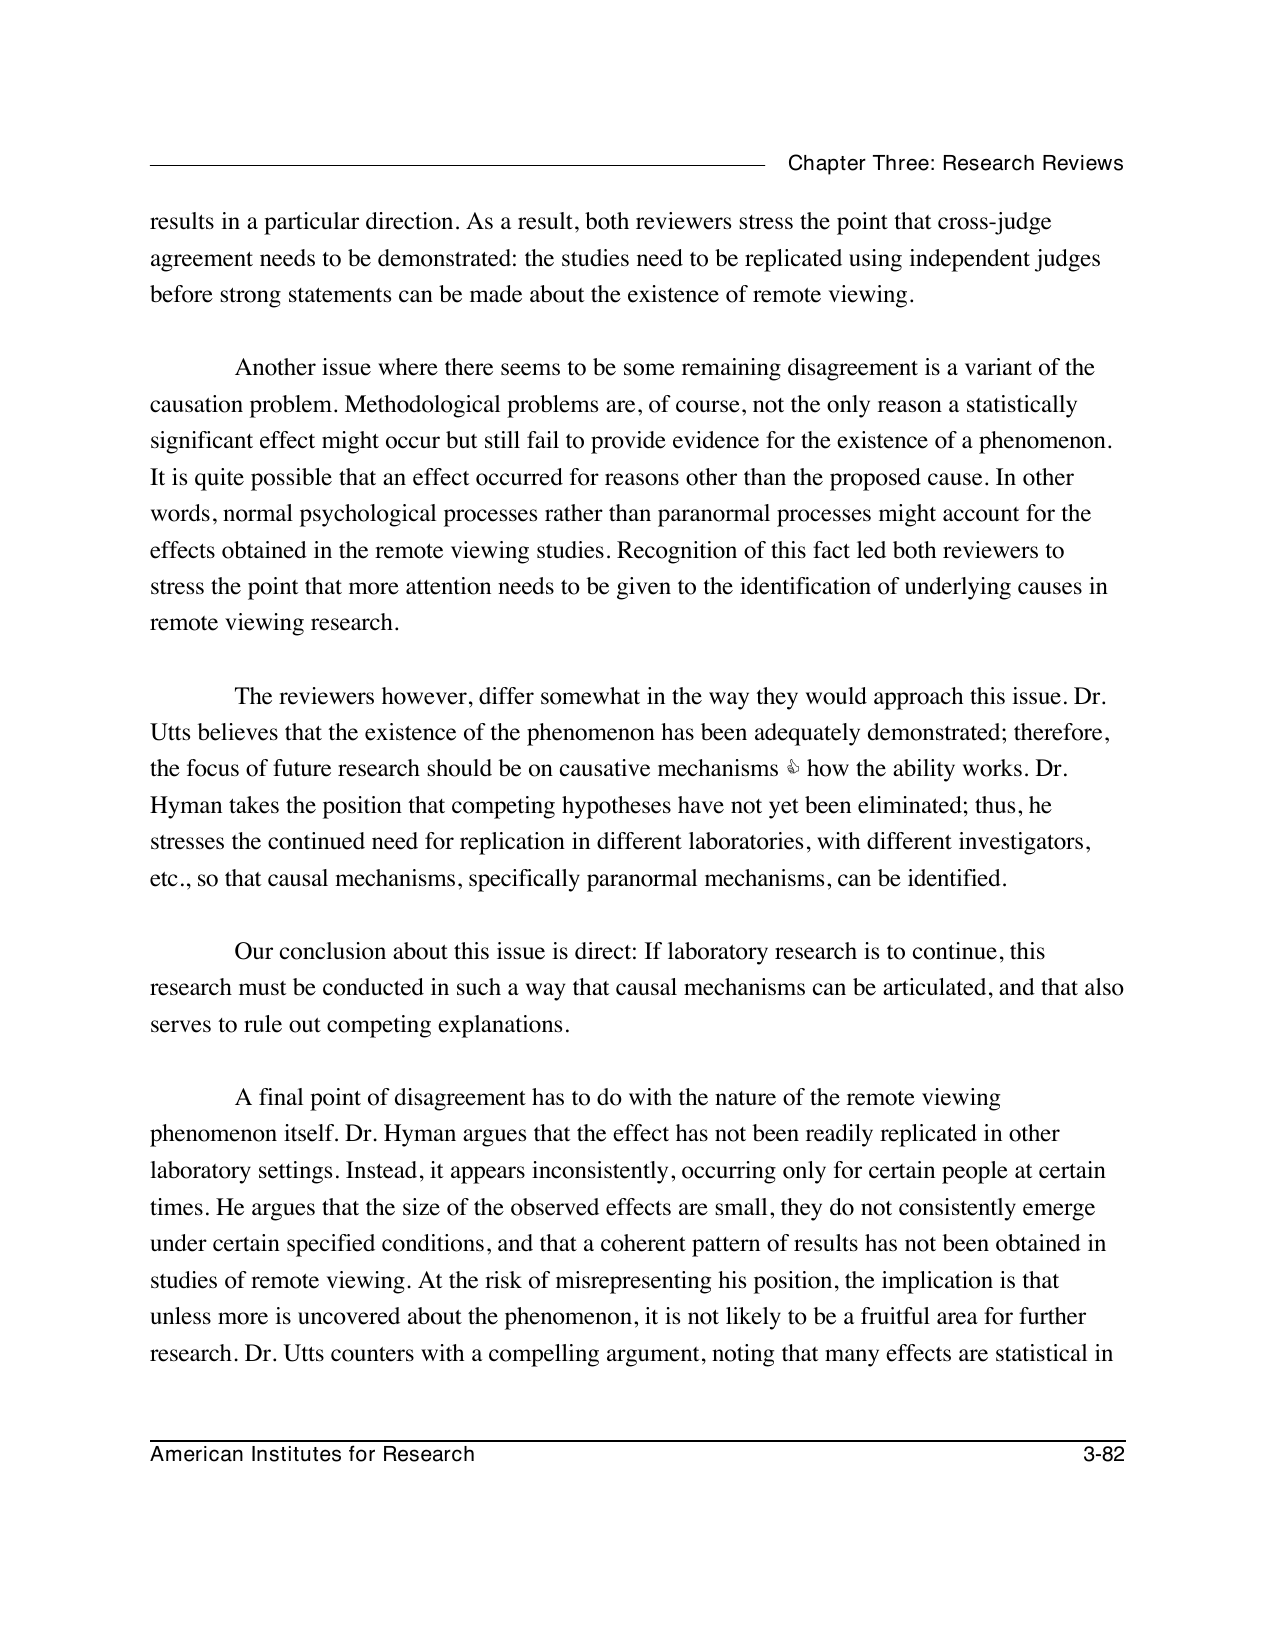 Chapter Three: Research Reviews
results in a particular direction. As a result, both reviewers stress the point that cross-judge
agreement needs to be demonstrated: the studies need to be replicated using independent judges
before strong statements can be made about the existence of remote viewing.
Another issue where there seems to be some remaining disagreement is a variant of the
causation problem. Methodological problems are, of course, not the only reason a statistically
significant effect might occur but still fail to provide evidence for the existence of a phenomenon.
It is quite possible that an effect occurred for reasons other than the proposed cause. In other
words, normal psychological processes rather than paranormal processes might account for the
effects obtained in the remote viewing studies. Recognition of this fact led both reviewers to
stress the point that more attention needs to be given to the identification of underlying causes in
remote viewing research.
The reviewers however, differ somewhat in the way they would approach this issue. Dr.
Utts believes that the existence of the phenomenon has been adequately demonstrated; therefore,
the focus of future research should be on causative mechanisms 👍 how the ability works. Dr.
Hyman takes the position that competing hypotheses have not yet been eliminated; thus, he
stresses the continued need for replication in different laboratories, with different investigators,
etc., so that causal mechanisms, specifically paranormal mechanisms, can be identified.
Our conclusion about this issue is direct: If laboratory research is to continue, this
research must be conducted in such a way that causal mechanisms can be articulated, and that also
serves to rule out competing explanations.
A final point of disagreement has to do with the nature of the remote viewing
phenomenon itself. Dr. Hyman argues that the effect has not been readily replicated in other
laboratory settings. Instead, it appears inconsistently, occurring only for certain people at certain
times. He argues that the size of the observed effects are small, they do not consistently emerge
under certain specified conditions, and that a coherent pattern of results has not been obtained in
studies of remote viewing. At the risk of misrepresenting his position, the implication is that
unless more is uncovered about the phenomenon, it is not likely to be a fruitful area for further
research. Dr. Utts counters with a compelling argument, noting that many effects are statistical in
American Institutes for Research
3-82